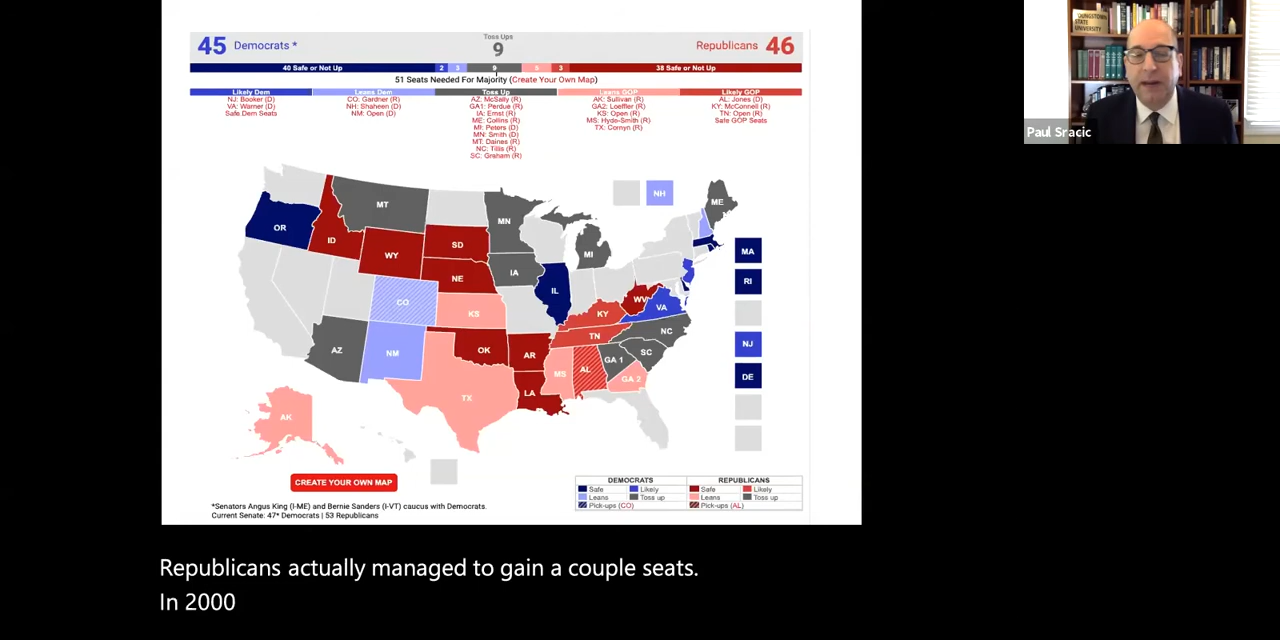 45 Democrats *
Toss Ups
9
Republicans 46
40 Safe or Not Up 2 3 9 5 3 38 Safe or Not Up
51 Seats Needed For Majority (Create Your Own Map)
Likely Dem
NJ: Booker (D)
VA: Warner (D)
Safe Dem Seats
Leans Dem
CO: Gardner (R)
NH: Shaheen (D)
NM: Open (D)
Toss Up
AZ: McSally (R)
GA1: Perdue (R)
IA: Ernst (R)
ME: Collins (R)
MI: Peters (D)
MN: Smith (D)
MT: Daines (R)
NC: Tillis (R)
SC: Graham (R)
Leans GOP
AK: Sullivan (R)
GA2: Loeffler (R)
KS: Open (R)
MS: Hyde-Smith (R)
TX: Cornyn (R)
Likely GOP
AL: Jones (D)
KY: McConnell (R)
TN: Open (R)
Safe GOP Seats
YOUNGSTOWN
STATE
UNIVERSITY
Paul Sracic
NH
ME
MT
MN
OR
ID
SD
MI
WY
IA
MA
NE
IL
RI
CO
KS
WV
VA
KY
NC
TN
NJ
AZ
NM
OK
AR
SC
GA 1
MS
AL
GA 2
DE
LA
TX
AK
CREATE YOUR OWN MAP
DEMOCRATS
Safe Likely
Leans Toss up
Pick-ups (CO)
REPUBLICANS
Safe Likely
Leans Toss up
Pick-ups (AL)
*Senators Angus King (I-ME) and Bernie Sanders (I-VT) caucus with Democrats.
Current Senate: 47* Democrats | 53 Republicans
Republicans actually managed to gain a couple seats.
In 2000